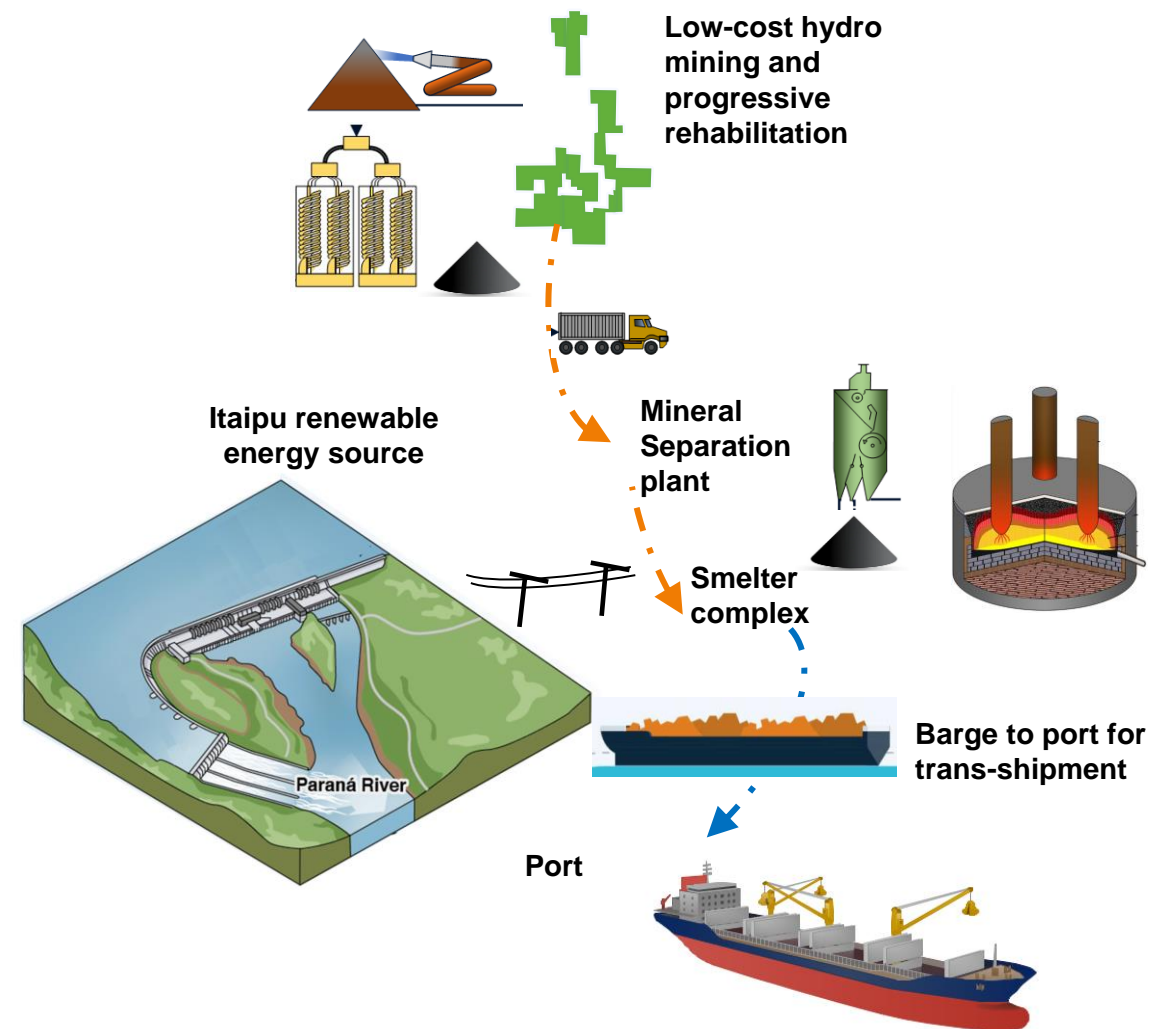 Low-cost hydro
mining and
progressive
rehabilitation
Itaipu renewable
energy source
Mineral
Separation
plant
Smelter
complex
Paraná River
Barge to port for
trans-shipment
Port